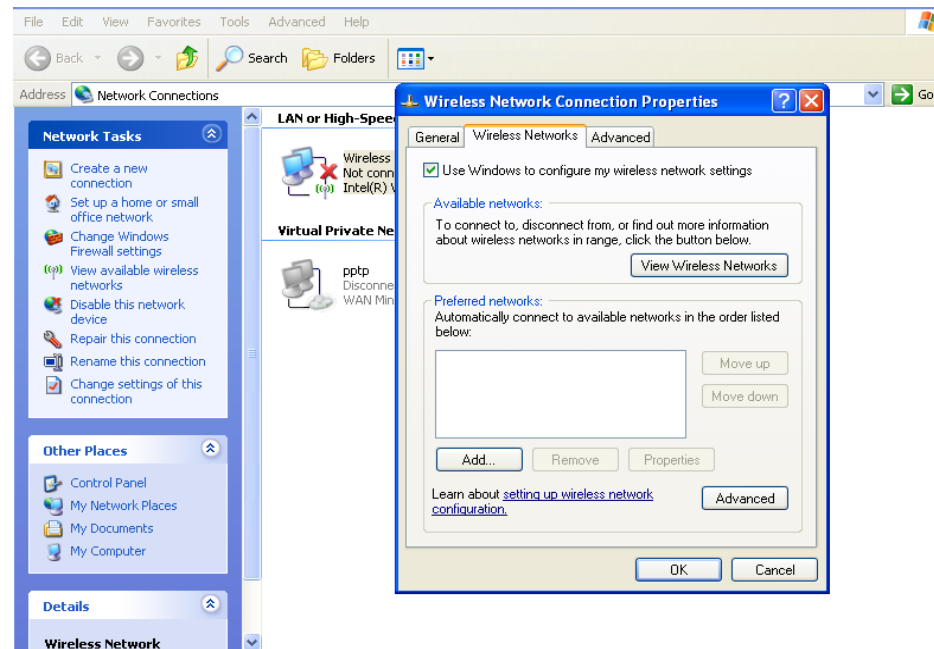 File Edit View Favorites Tools Advanced Help
Back Search Folders
Address Network Connections Go
Network Tasks
Create a new
connection
Set up a home or small
office network
Change Windows
Firewall settings
View available wireless
networks
Disable this network
device
Repair this connection
Rename this connection
Change settings of this
connection
Other Places
Control Panel
My Network Places
My Documents
My Computer
Details
Wireless Network
LAN or High-Spee
Wireless
Not conn
Intel(R)
Virtual Private Ne
pptp
Disconne
WAN Min
Wireless Network Connection Properties
General Wireless Networks Advanced
Use Windows to configure my wireless network settings
Available networks:
To connect to, disconnect from, or find out more information
about wireless networks in range, click the button below.
View Wireless Networks
Preferred networks:
Automatically connect to available networks in the order listed
below:
Move up
Move down
Add... Remove Properties
Learn about setting up wireless network
configuration.
Advanced
OK Cancel